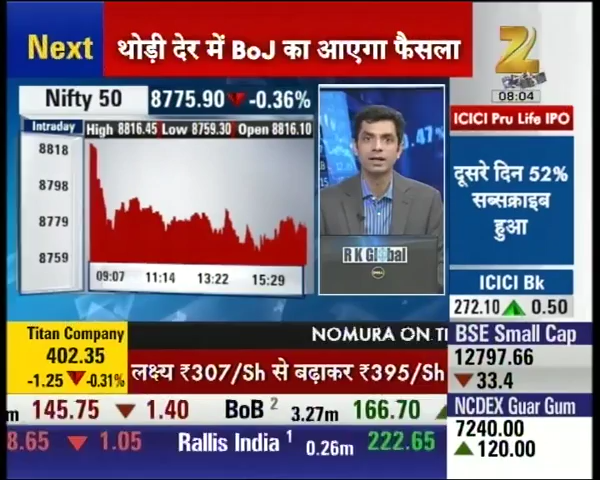 Next
थोड़ी देर में BoJ का आएगा फैसला
08:04
Nifty 50 8775.90 -0.36%
Intraday High 8816.45 Low 8759.30 Open 8816.10
8818
8798
8779
8759
09:07 11:14 13:22 15:29
R K Global
DELL
ICICI Pru Life IPO
दूसरे दिन 52%
सब्सक्राइब
हुआ
ICICI Bk
272.10 0.50
Titan Company
402.35
-1.25 -0.31%
NOMURA ON
लक्ष्य ₹307/Sh से बढ़ाकर ₹395/Sh
BSE Small Cap
12797.66
33.4
m 145.75 1.40 BoB 2 3.27m 166.70
8.65 1.05 Rallis India 1 0.26m 222.65
NCDEX Guar Gum
7240.00
120.00